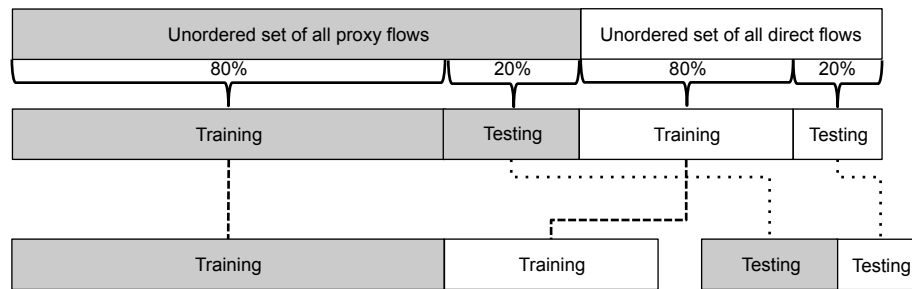 Unordered set of all proxy flows Unordered set of all direct flows
80% 20% 80% 20%
Training Testing Training Testing
Training Training Testing Testing